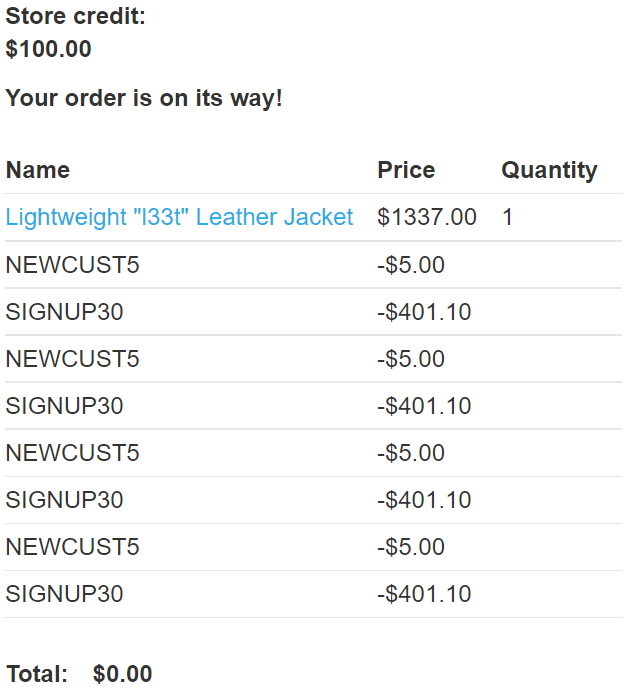 Store credit:
$100.00
Your order is on its way!
Name Price Quantity
Lightweight "l33t" Leather Jacket $1337.00 1
NEWCUST5 -$5.00
SIGNUP30 -$401.10
NEWCUST5 -$5.00
SIGNUP30 -$401.10
NEWCUST5 -$5.00
SIGNUP30 -$401.10
NEWCUST5 -$5.00
SIGNUP30 -$401.10
Total: $0.00